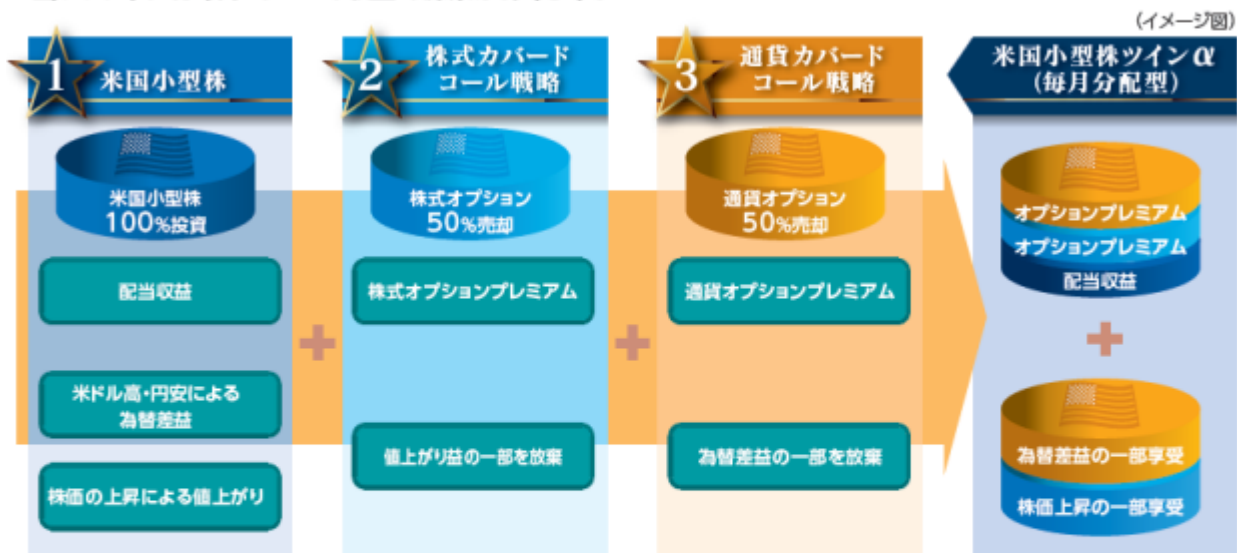 （イメージ図）
1 米国小型株
2 株式カバード
コール戦略
3 通貨カバード
コール戦略
米国小型株ツインα
（毎月分配型）
米国小型株
100%投資
配当収益
米ドル高・円安による
為替差益
株価の上昇による値上がり
+
株式オプション
50%売却
株式オプションプレミアム
値上がり益の一部を放棄
+
通貨オプション
50%売却
通貨オプションプレミアム
為替差益の一部を放棄
オプションプレミアム
オプションプレミアム
配当収益
+
為替差益の一部享受
株価上昇の一部享受